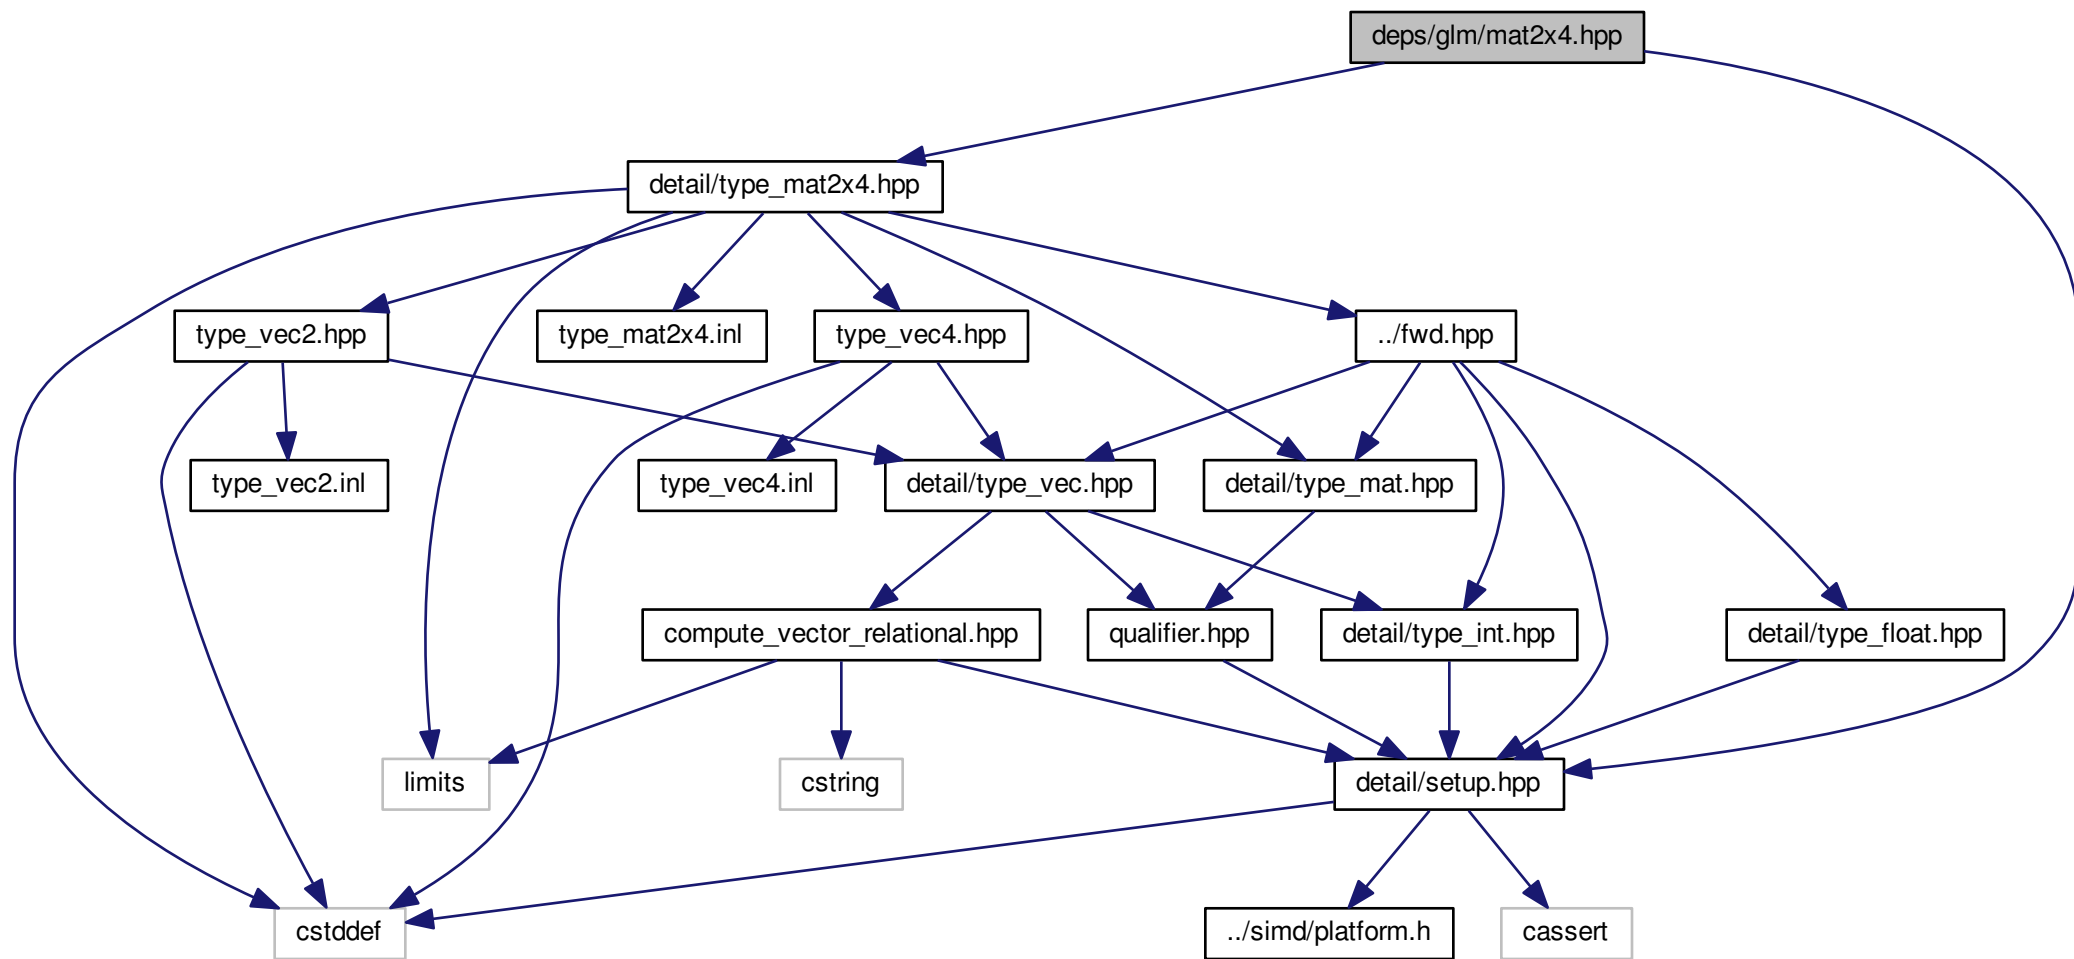 deps/glm/mat2x4.hpp
detail/type_mat2x4.hpp
type_vec2.hpp
type_mat2x4.inl
type_vec4.hpp
../fwd.hpp
type_vec2.inl
type_vec4.inl
detail/type_vec.hpp
detail/type_mat.hpp
compute_vector_relational.hpp
qualifier.hpp
detail/type_int.hpp
detail/type_float.hpp
limits
cstring
detail/setup.hpp
cstddef
../simd/platform.h
cassert